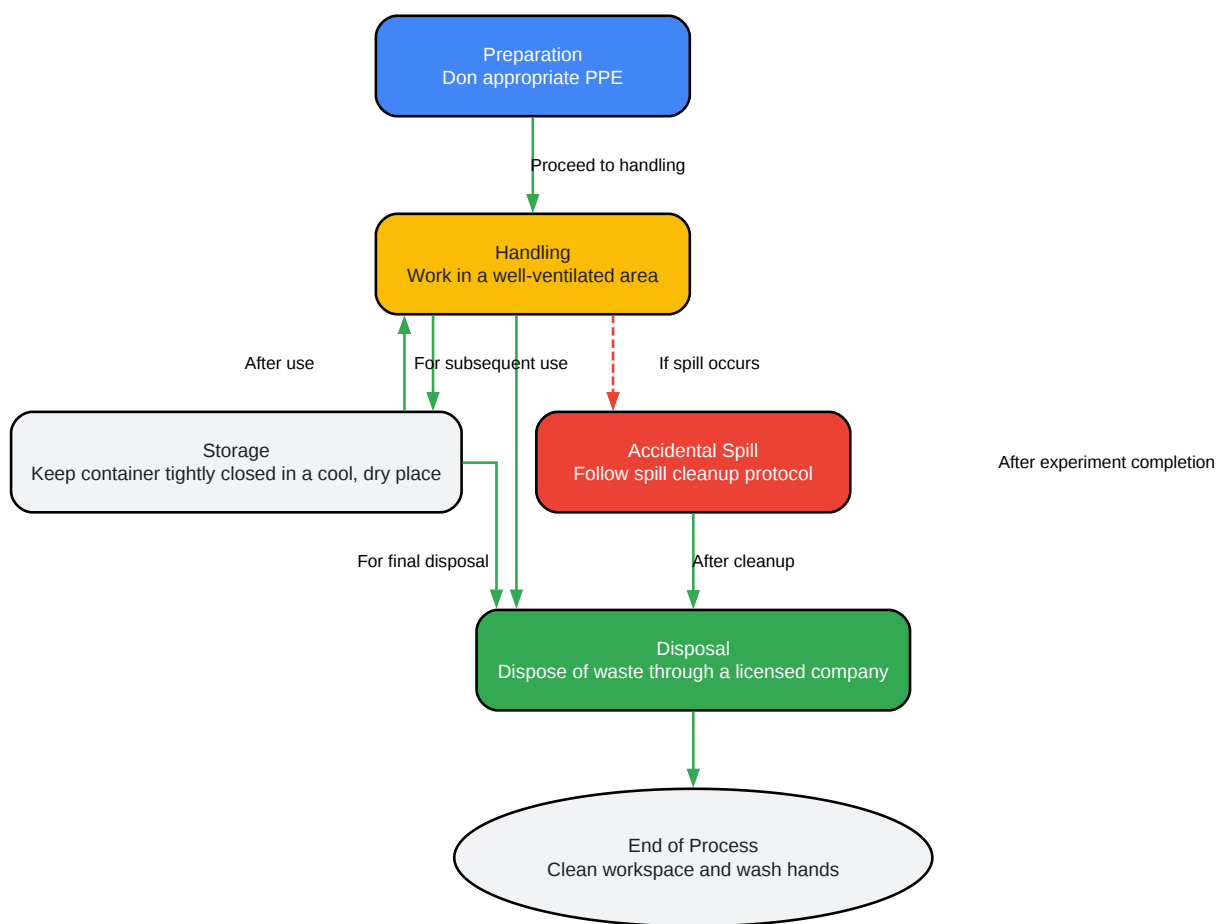 Preparation
Don appropriate PPE
Proceed to handling
Handling
Work in a well-ventilated area
After use
For subsequent use
If spill occurs
Storage
Keep container tightly closed in a cool, dry place
Accidental Spill
Follow spill cleanup protocol
After experiment completion
For final disposal
After cleanup
Disposal
Dispose of waste through a licensed company
End of Process
Clean workspace and wash hands